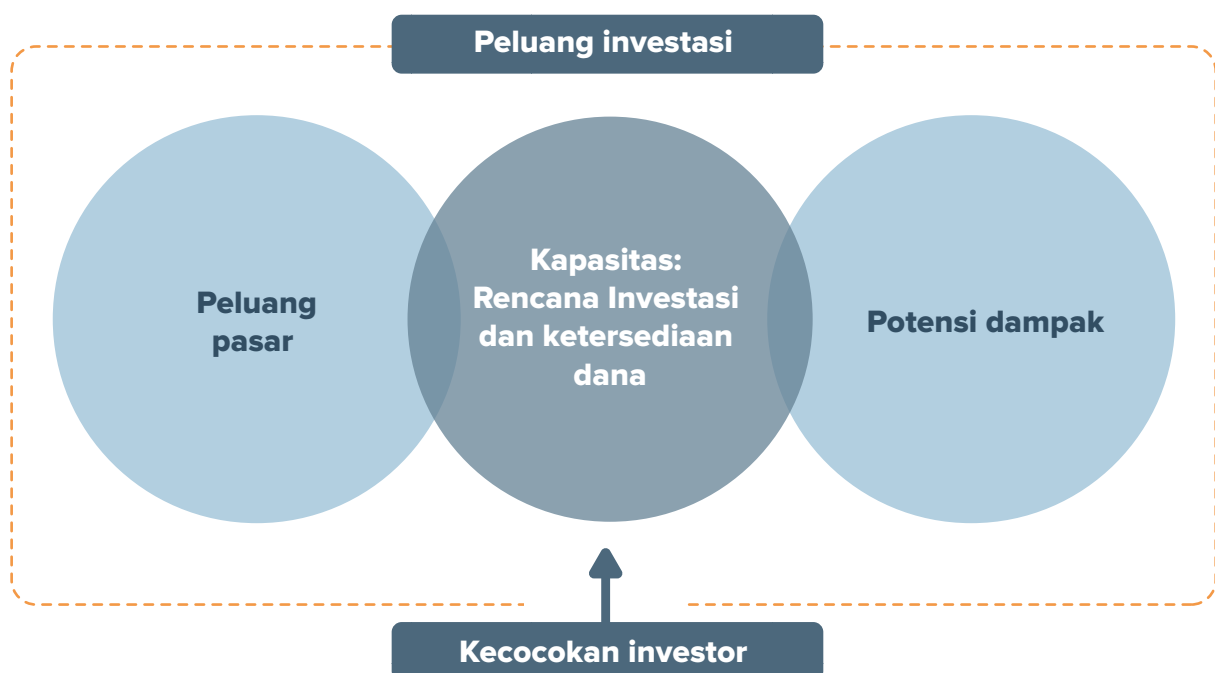 Peluang investasi
Peluang
pasar
Kapasitas:
Rencana Investasi
dan ketersediaan
dana
Potensi dampak
Kecocokan investor